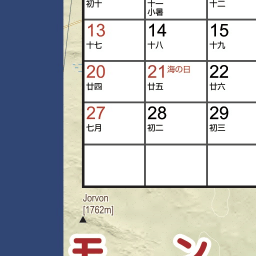 初十 十一 十二
小暑
13 14 15
十七 十八 十九
20 21 海の日 22
廿四 廿五 廿六
27 28 29
七月 初二 初三
Jorvon
[1762m]
モン